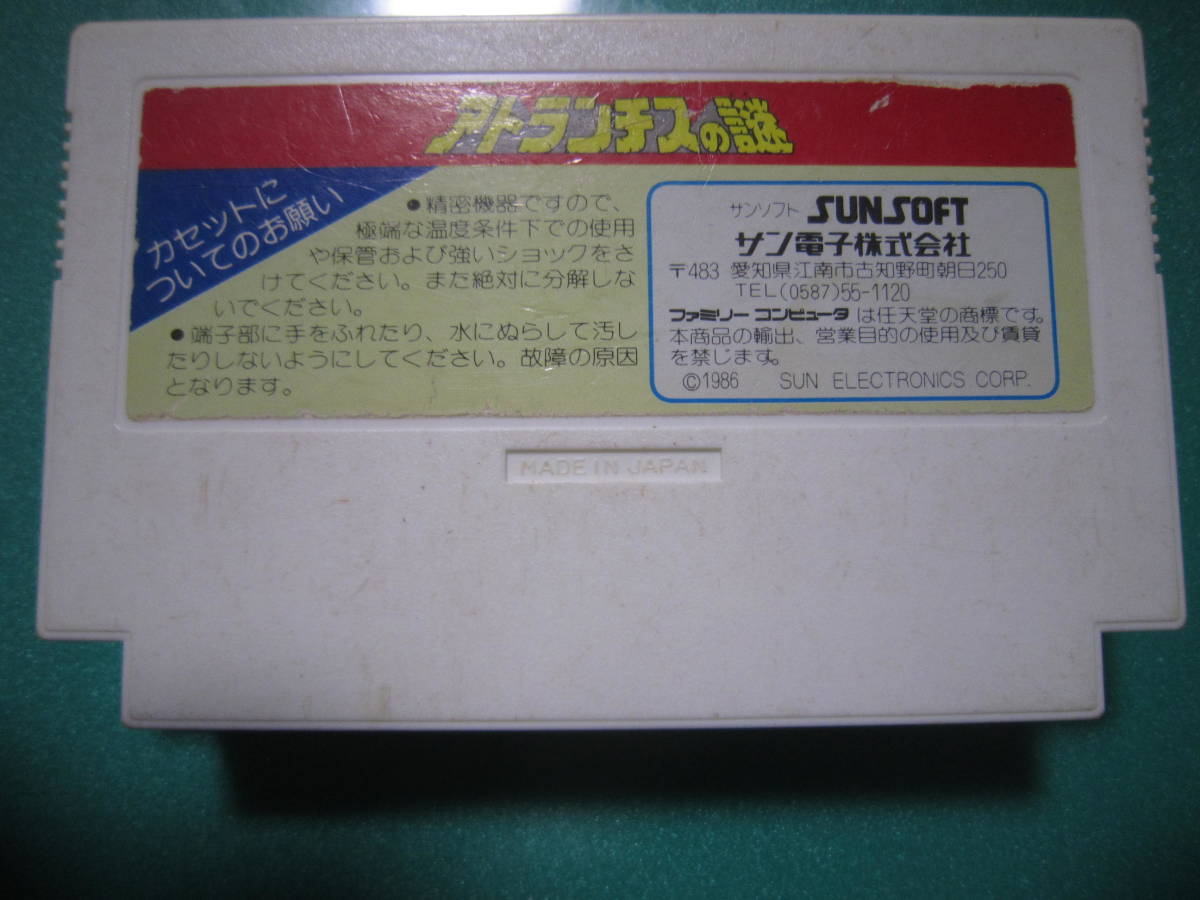 アトランチスの謎
カセットに
ついてのお願い
●精密機器ですので、
極端な温度条件下での使用
や保管および強いショックをさ
けてください。また絶対に分解しな
いでください。
●端子部に手をふれたり、水にぬらして汚し
たりしないようにしてください。故障の原因
となります。
サンソフト SUNSOFT
サン電子株式会社
〒483 愛知県江南市古知野町朝日250
TEL(0587)55-1120
ファミリーコンピュータは任天堂の商標です。
本商品の輸出、営業目的の使用及び賃貸
を禁じます。
©1986 SUN ELECTRONICS CORP.
MADE IN JAPAN